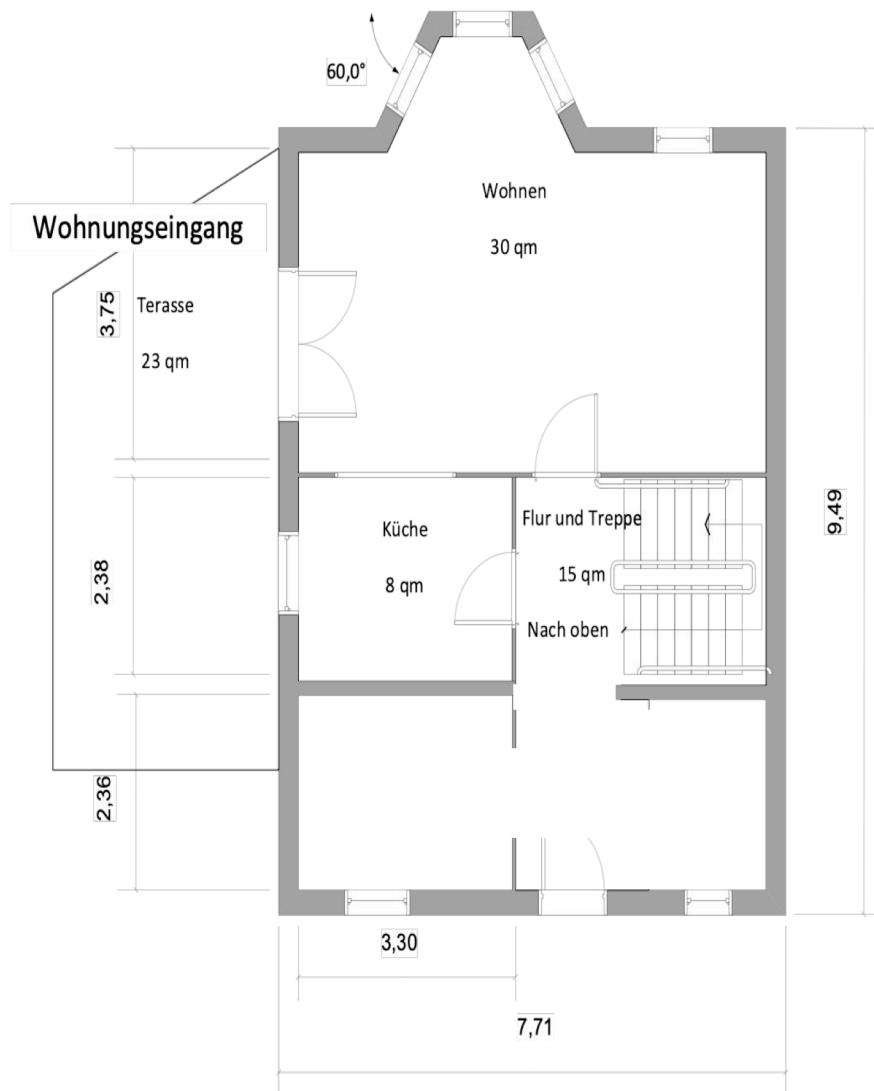 60,0°
Wohnen
30 qm
Wohnungseingang
Terasse
23 qm
3,75
9,49
Küche
8 qm
Flur und Treppe
15 qm
Nach oben
2,38
2,36
3,30
7,71